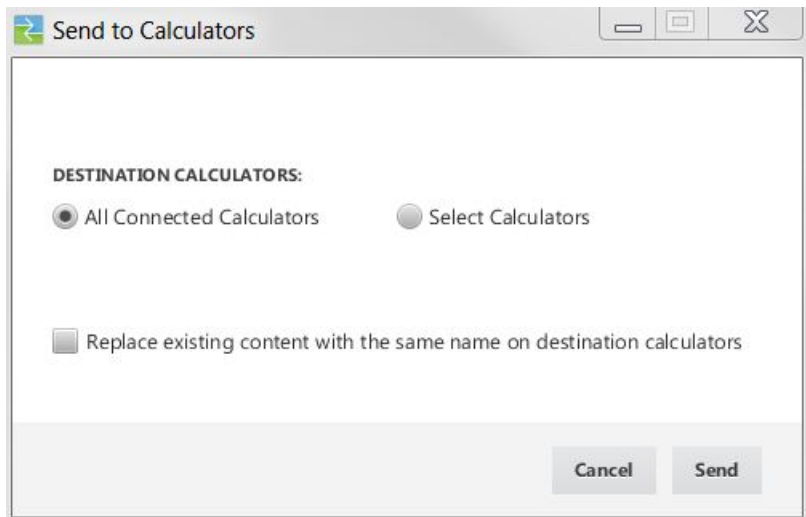 Send to Calculators
DESTINATION CALCULATORS:
All Connected Calculators
Select Calculators
Replace existing content with the same name on destination calculators
Cancel
Send